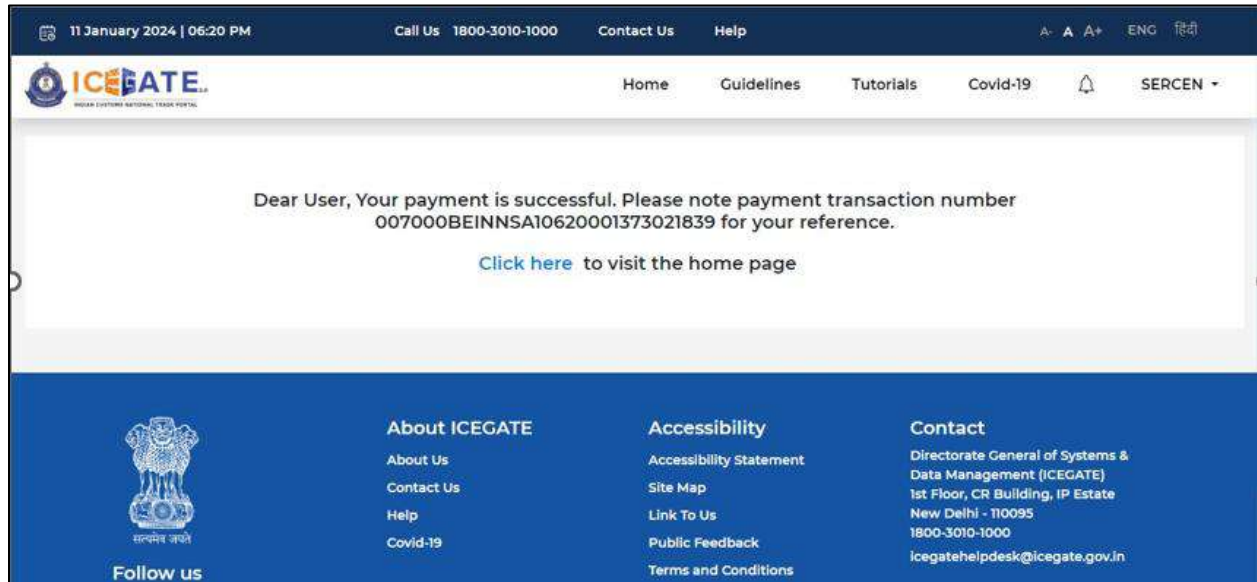 11 January 2024 | 06:20 PM
Call Us 1800-3010-1000
Contact Us
Help
A- A A+
ENG
हिंदी
ICEGATE
INDIAN CUSTOMS NATIONAL TRADE PORTAL
Home
Guidelines
Tutorials
Covid-19
SERCEN
Dear User, Your payment is successful. Please note payment transaction number
007000BEINNSA10620001373021839 for your reference.
Click here to visit the home page
सत्यमेव जयते
Follow us
About ICEGATE
About Us
Contact Us
Help
Covid-19
Accessibility
Accessibility Statement
Site Map
Link To Us
Public Feedback
Terms and Conditions
Contact
Directorate General of Systems &
Data Management (ICEGATE)
1st Floor, CR Building, IP Estate
New Delhi - 110095
1800-3010-1000
icegatehelpdesk@icegate.gov.in